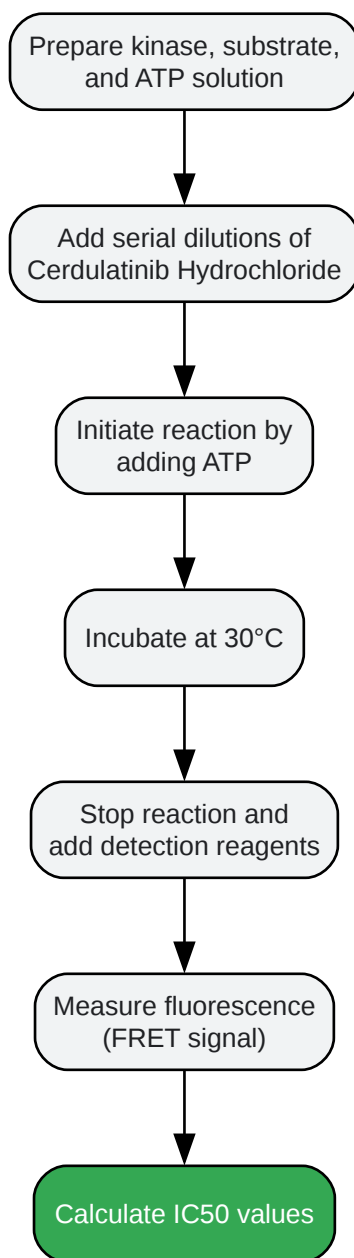 Prepare kinase, substrate,
and ATP solution
Add serial dilutions of
Cerdulatinib Hydrochloride
Initiate reaction by
adding ATP
Incubate at 30°C
Stop reaction and
add detection reagents
Measure fluorescence
(FRET signal)
Calculate IC50 values